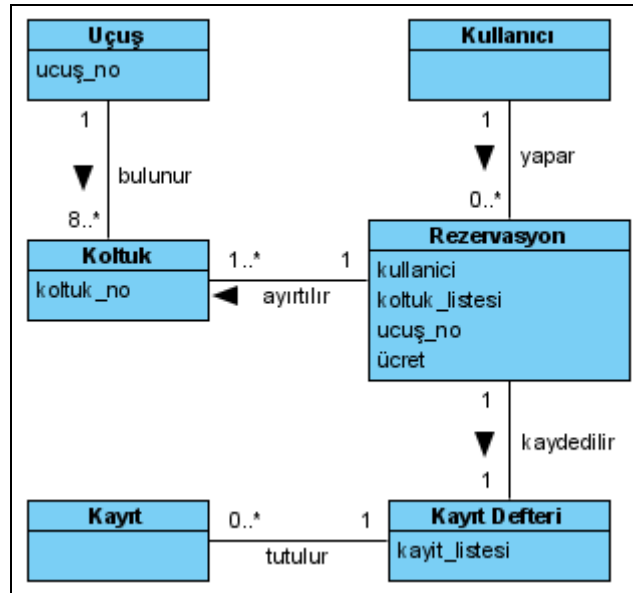 Uçuş
ucuş_no
Kullanıcı
1
bulunur
8..*
1
yapar
0..*
Koltuk
koltuk_no
1..*
1
ayırtılır
Rezervasyon
kullanici
koltuk_listesi
ucuş_no
ücret
1
kaydedilir
1
Kayıt
0..*
1
tutulur
Kayıt Defteri
kayit_listesi